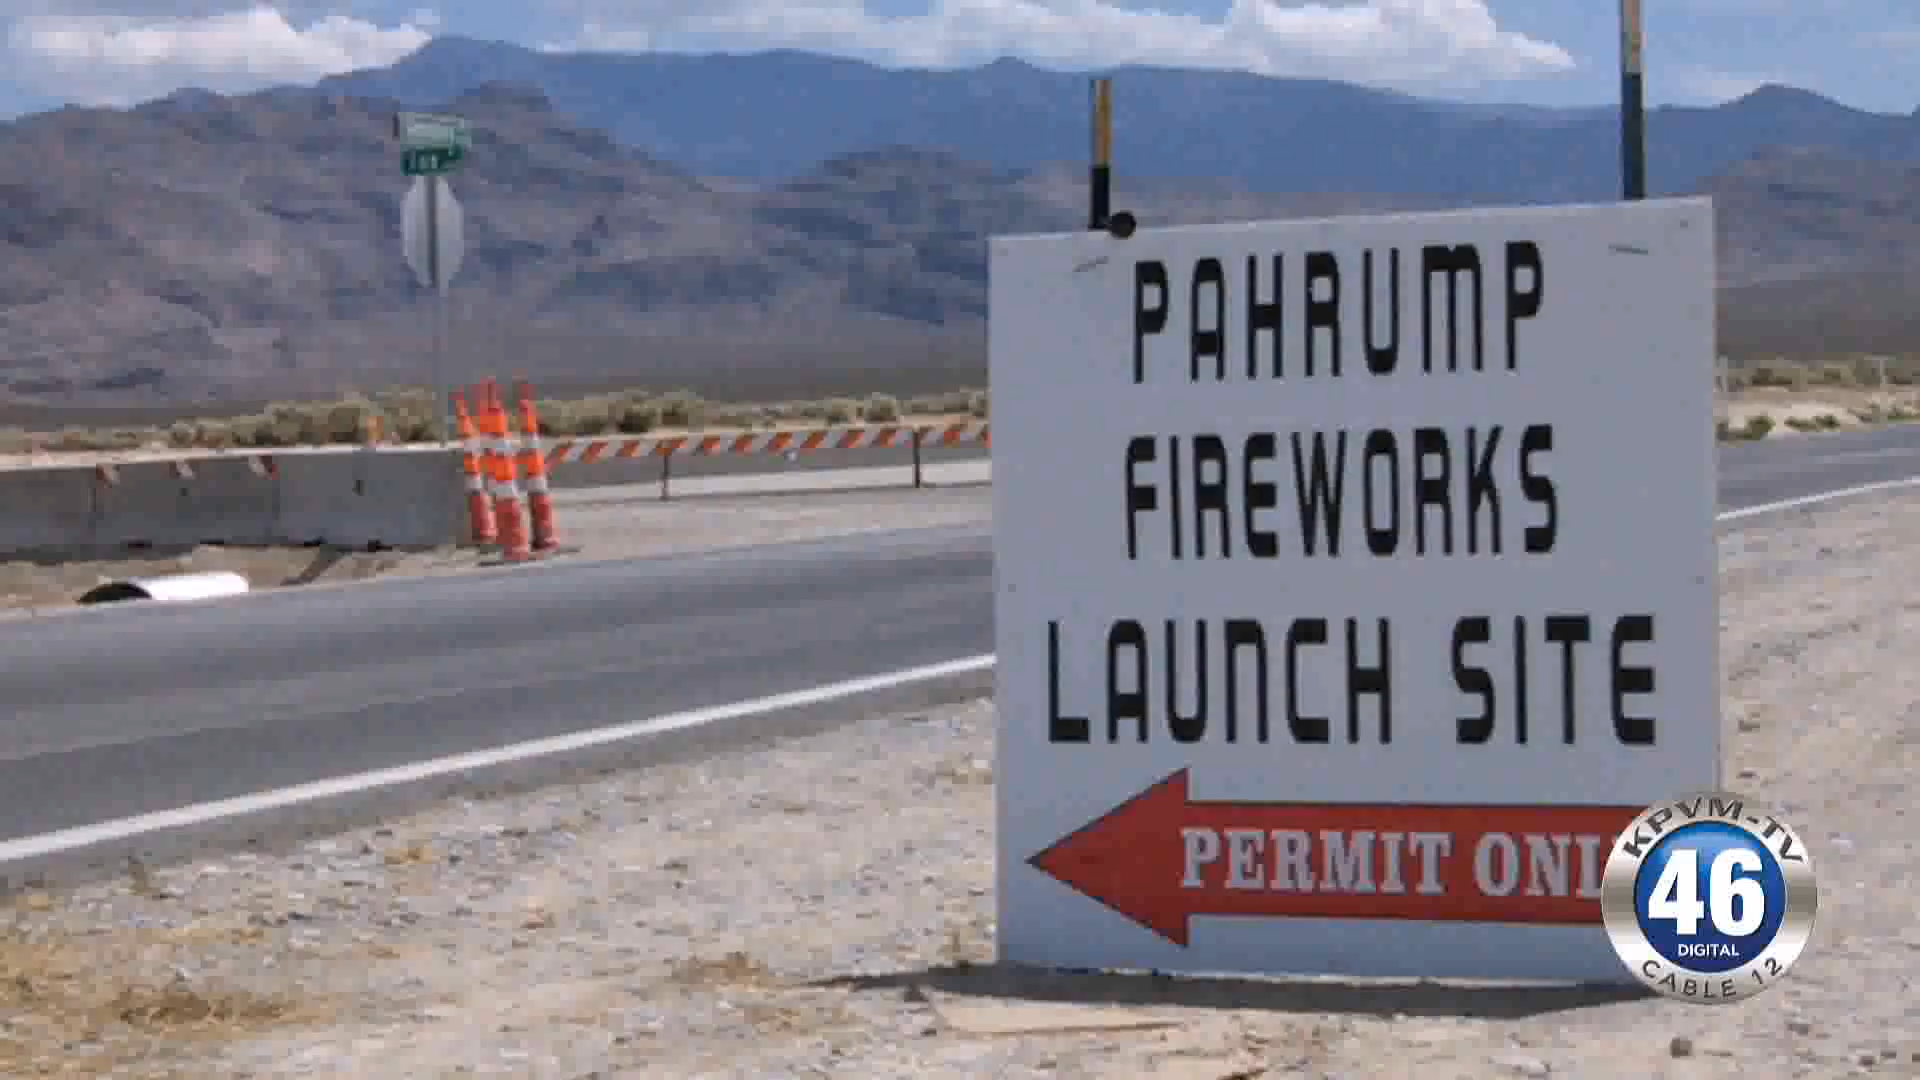 PAHRUMP
FIREWORKS
LAUNCH SITE
PERMIT ONL
KPVM-TV
46
DIGITAL
CABLE 12